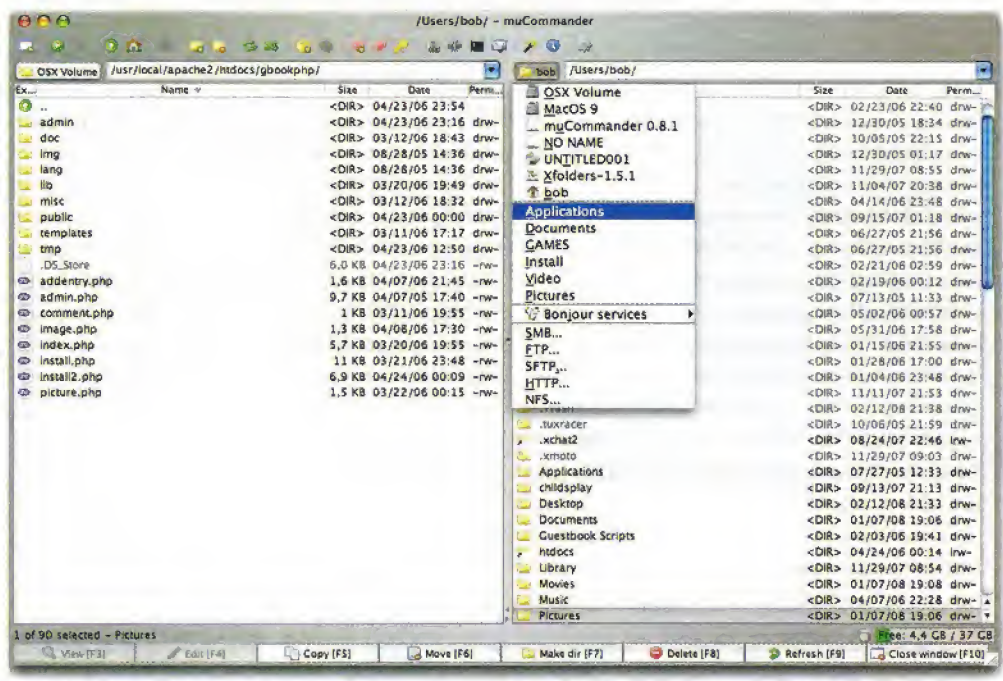 /Users/bob/ - muCommander
OSX Volume /usr/local/apache2/htdocs/gbookphp/
Ex... Name Size Date Perm...
.. <DIR> 04/23/06 23:54
admin <DIR> 04/23/06 23:16 drw-
doc <DIR> 03/12/06 18:43 drw-
img <DIR> 08/28/05 14:36 drw-
lang <DIR> 08/28/05 14:36 drw-
lib <DIR> 03/20/06 19:49 drw-
misc <DIR> 03/12/06 18:32 drw-
public <DIR> 04/23/06 00:00 drw-
templates <DIR> 03/11/06 17:17 drw-
tmp <DIR> 04/23/06 12:50 drw-
.DS_Store 6,0 KB 04/23/06 23:16 -rw-
addentry.php 1,6 KB 04/07/06 21:45 -rw-
admin.php 9,7 KB 04/07/05 17:40 -rw-
comment.php 1 KB 03/11/06 19:55 -rw-
image.php 1,3 KB 04/08/06 17:30 -rw-
index.php 5,7 KB 03/20/06 19:55 -rw-
install.php 11 KB 03/21/06 23:48 -rw-
install2.php 6,9 KB 04/24/06 00:09 -rw-
picture.php 1,5 KB 03/22/06 00:15 -rw-
bob /Users/bob/
OSX Volume
MacOS 9
muCommander 0.8.1
NO NAME
UNTITLED001
Xfolders-1.5.1
bob
Applications
Documents
GAMES
Install
Video
Pictures
Bonjour services
SMB...
FTP...
SFTP...
HTTP...
NFS...
Size Date Perm...
<DIR> 02/23/06 22:40 drw-
<DIR> 12/30/05 18:34 drw-
<DIR> 10/05/05 22:15 drw-
<DIR> 12/30/05 01:17 drw-
<DIR> 11/29/07 08:55 drw-
<DIR> 11/04/07 20:38 drw-
<DIR> 04/14/06 23:48 drw-
<DIR> 09/15/07 01:18 drw-
<DIR> 06/27/05 21:56 drw-
<DIR> 06/27/05 21:56 drw-
<DIR> 02/21/06 02:59 drw-
<DIR> 02/19/06 00:12 drw-
<DIR> 07/13/05 11:33 drw-
<DIR> 05/02/06 00:57 drw-
<DIR> 05/31/06 17:58 drw-
<DIR> 01/15/06 21:55 drw-
<DIR> 01/28/06 17:00 drw-
<DIR> 01/04/06 23:48 drw-
<DIR> 11/11/07 21:53 drw-
<DIR> 02/12/08 21:38 drw-
.tuxracer <DIR> 10/06/05 21:59 drw-
.xchat2 <DIR> 08/24/07 22:46 lrw-
.xmoto <DIR> 11/29/07 09:03 drw-
Applications <DIR> 07/27/05 12:33 drw-
childsplay <DIR> 09/13/07 21:13 drw-
Desktop <DIR> 02/12/08 21:33 drw-
Documents <DIR> 01/07/08 19:06 drw-
Guestbook Scripts <DIR> 02/03/06 19:41 drw-
htdocs <DIR> 04/24/06 00:14 lrw-
Library <DIR> 11/29/07 08:54 drw-
Movies <DIR> 01/07/08 19:08 drw-
Music <DIR> 04/07/06 22:28 drw-
Pictures <DIR> 01/07/08 19:06 drw-
1 of 90 selected - Pictures Free: 4,4 GB / 37 GB
View [F3] Edit [F4] Copy [F5] Move [F6] Make dir [F7] Delete [F8] Refresh [F9] Close window [F10]